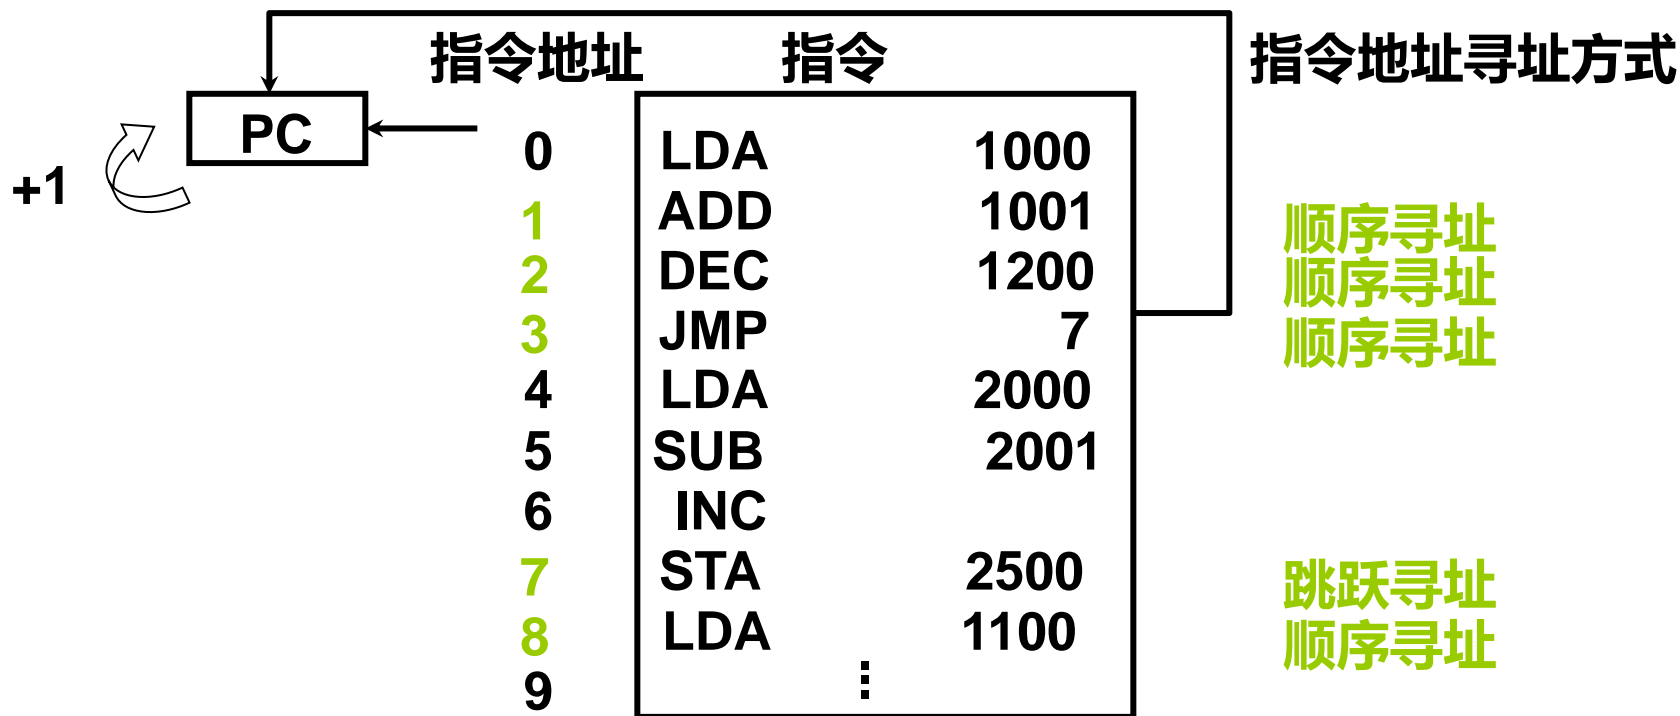 指令地址 指令 指令地址寻址方式
PC
+1
0 LDA 1000
1 ADD 1001 顺序寻址
2 DEC 1200 顺序寻址
3 JMP 7 顺序寻址
4 LDA 2000
5 SUB 2001
6 INC
7 STA 2500 跳跃寻址
8 LDA 1100 顺序寻址
9 ⋮